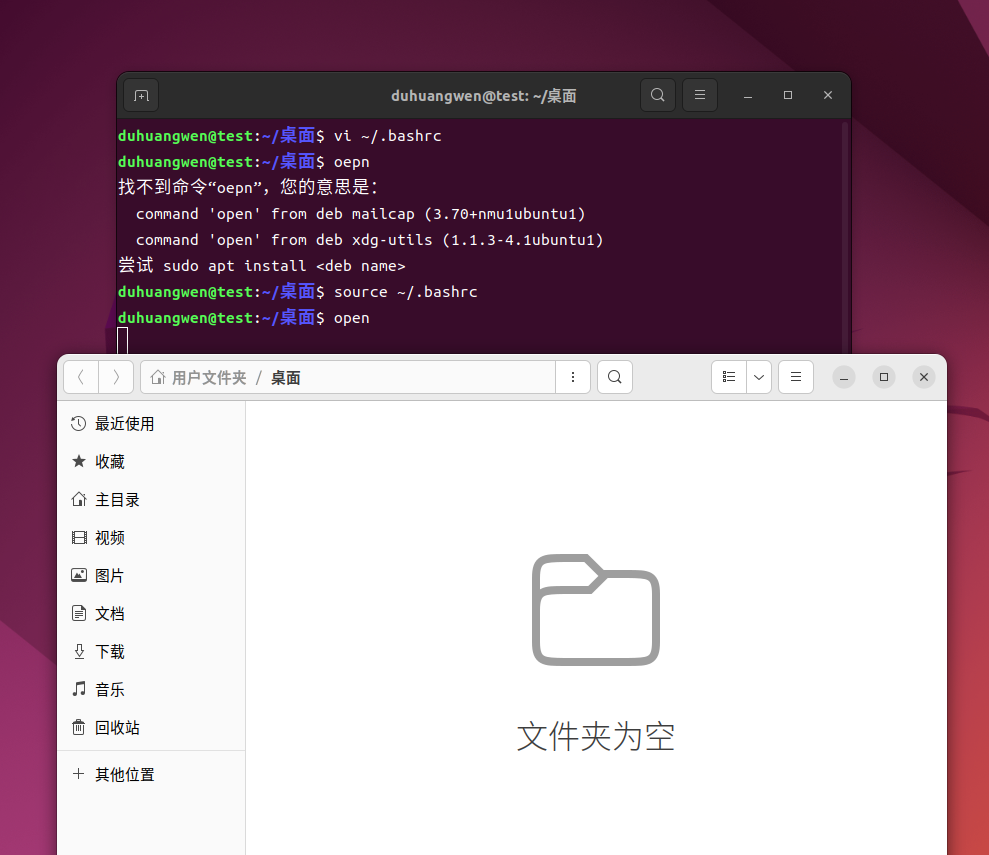 duhuangwen@test: ~/桌面
duhuangwen@test:~/桌面$ vi ~/.bashrc
duhuangwen@test:~/桌面$ oepn
找不到命令“oepn”，您的意思是：
  command 'open' from deb mailcap (3.70+nmu1ubuntu1)
  command 'open' from deb xdg-utils (1.1.3-4.1ubuntu1)
尝试 sudo apt install <deb name>
duhuangwen@test:~/桌面$ source ~/.bashrc
duhuangwen@test:~/桌面$ open
用户文件夹 / 桌面
最近使用
收藏
主目录
视频
图片
文档
下载
音乐
回收站
其他位置
文件夹为空